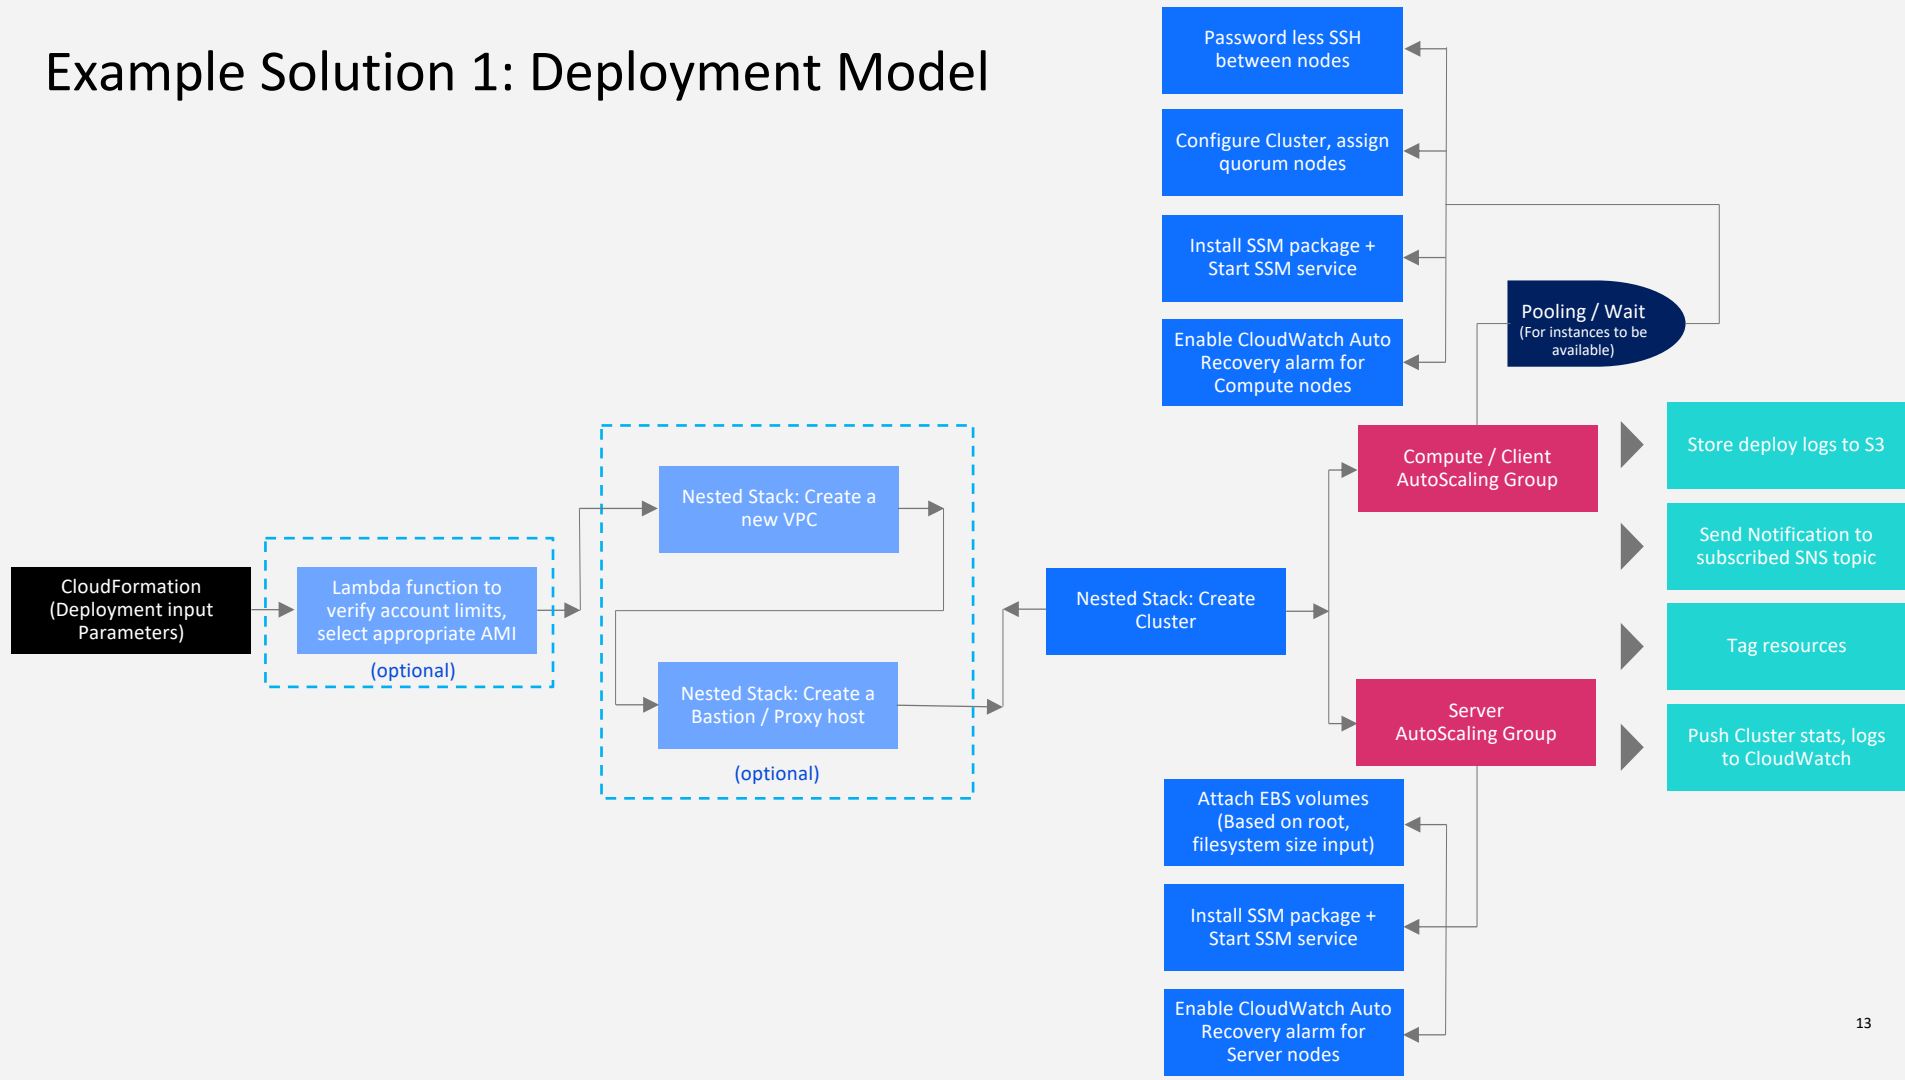 Example Solution 1: Deployment Model
Password less SSH
between nodes
Configure Cluster, assign
quorum nodes
Install SSM package +
Start SSM service
Enable CloudWatch Auto
Recovery alarm for
Compute nodes
Pooling / Wait
(For instances to be
available)
CloudFormation
(Deployment input
Parameters)
Lambda function to
verify account limits,
select appropriate AMI
(optional)
Nested Stack: Create a
new VPC
Nested Stack: Create a
Bastion / Proxy host
(optional)
Nested Stack: Create
Cluster
Compute / Client
AutoScaling Group
Server
AutoScaling Group
Store deploy logs to S3
Send Notification to
subscribed SNS topic
Tag resources
Push Cluster stats, logs
to CloudWatch
Attach EBS volumes
(Based on root,
filesystem size input)
Install SSM package +
Start SSM service
Enable CloudWatch Auto
Recovery alarm for
Server nodes
13